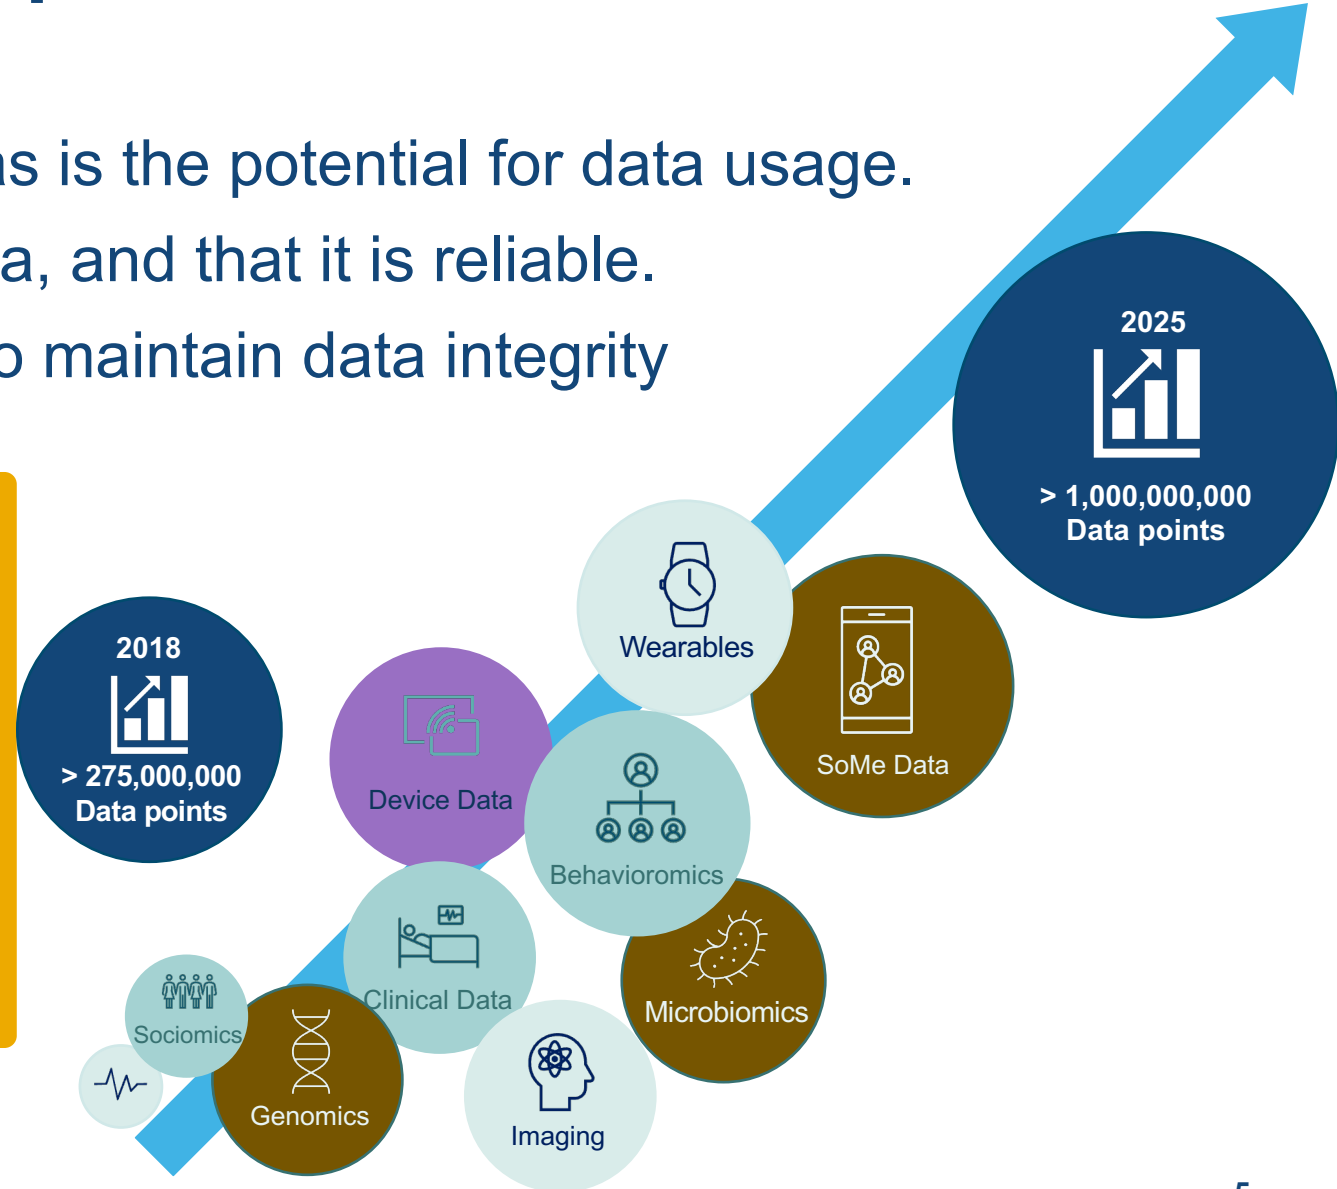 as is the potential for data usage.
a, and that it is reliable.
o maintain data integrity
2025
> 1,000,000,000
Data points
Wearables
2018
> 275,000,000
Data points
SoMe Data
Device Data
Behavioromics
Clinical Data
Microbiomics
Sociomics
Genomics
Imaging